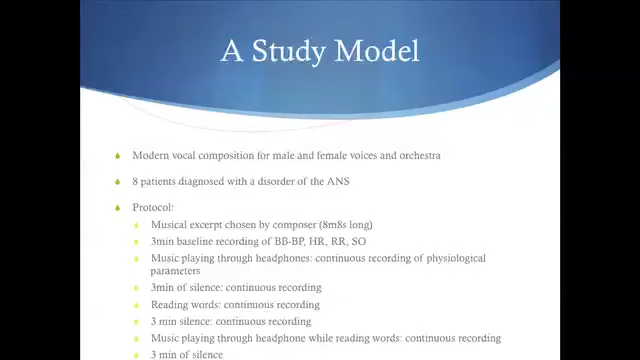 A Study Model
Modern vocal composition for male and female voices and orchestra
8 patients diagnosed with a disorder of the ANS
Protocol:
Musical excerpt chosen by composer (8m8s long)
3min baseline recording of BB-BP, HR, RR, SO
Music playing through headphones: continuous recording of physiological
parameters
3min of silence: continuous recording
Reading words: continuous recording
3 min silence: continuous recording
Music playing through headphone while reading words: continuous recording
3 min of silence